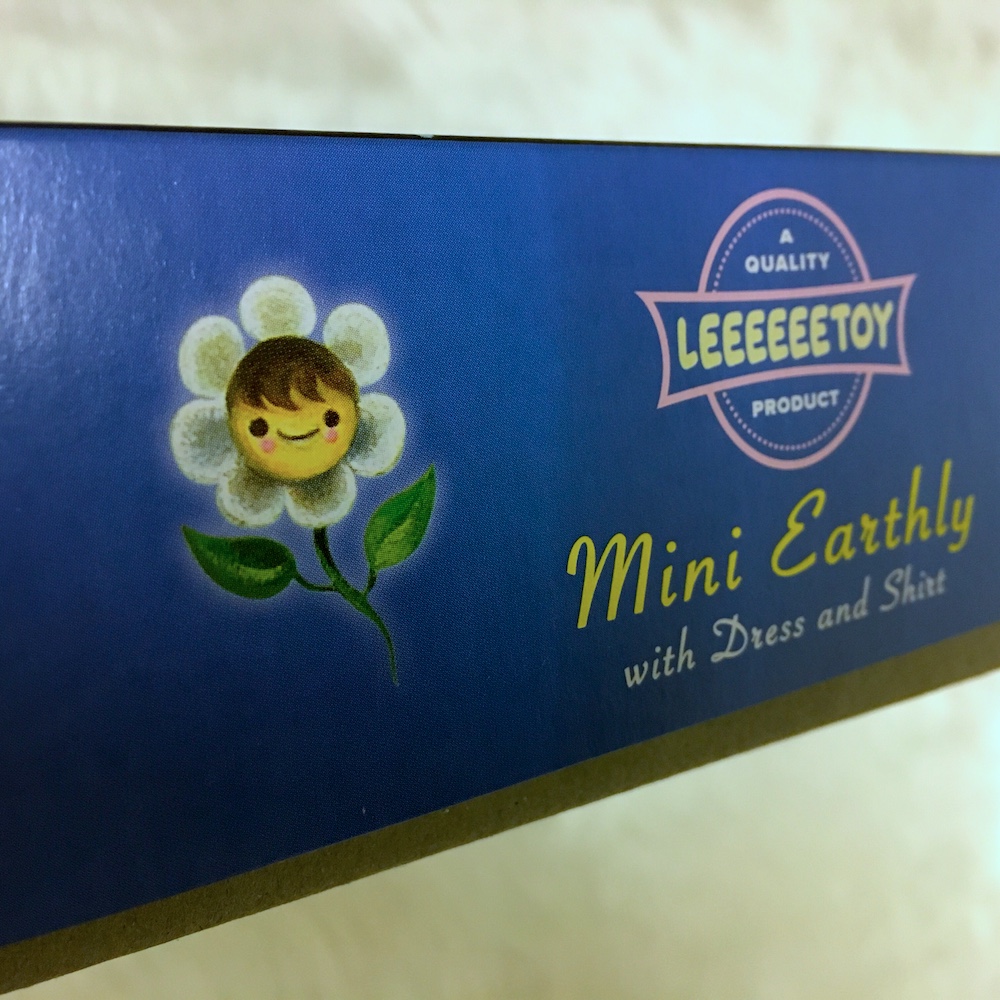 A
QUALITY
LEEEEEETOY
PRODUCT
Mini Earthly
with Dress and Shirt